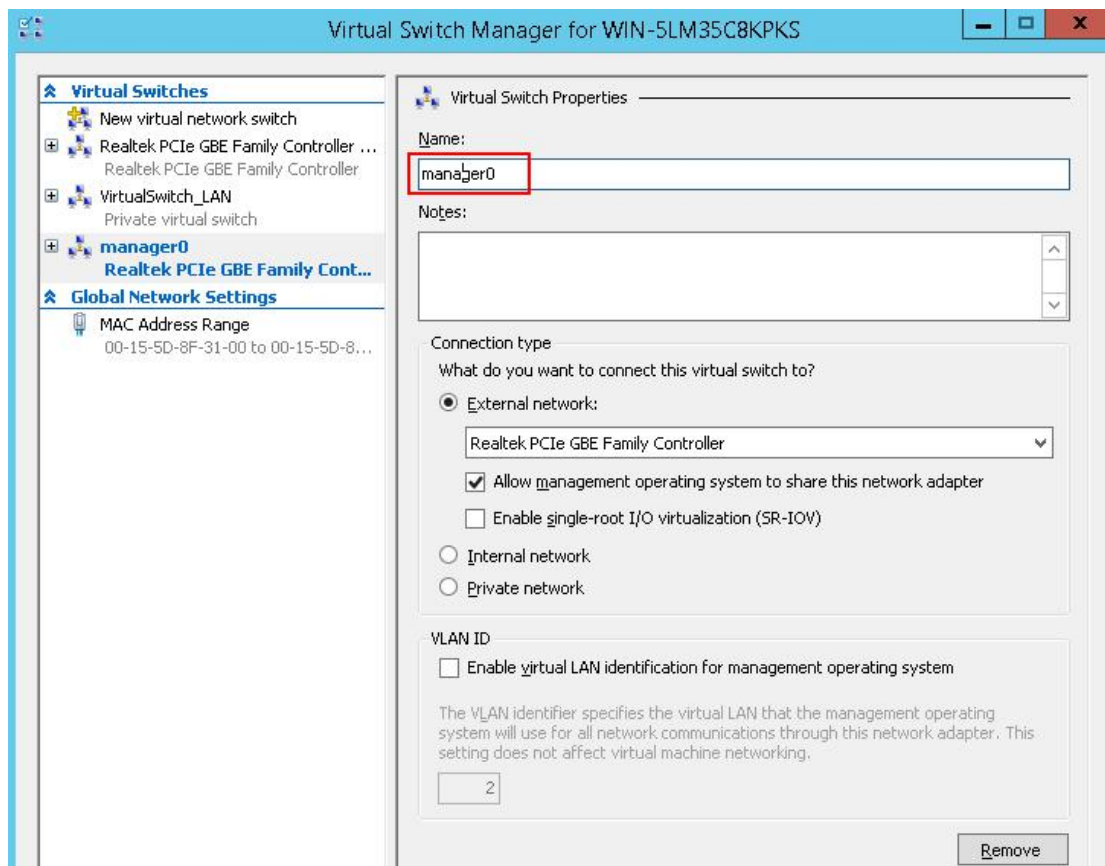 Virtual Switch Manager for WIN-5LM35C8KPKS
Virtual Switches
New virtual network switch
Realtek PCIe GBE Family Controller ...
Realtek PCIe GBE Family Controller
VirtualSwitch_LAN
Private virtual switch
manager0
Realtek PCIe GBE Family Cont...
Global Network Settings
MAC Address Range
00-15-5D-8F-31-00 to 00-15-5D-8...
Virtual Switch Properties
Name:
manager0
Notes:
Connection type
What do you want to connect this virtual switch to?
External network:
Realtek PCIe GBE Family Controller
Allow management operating system to share this network adapter
Enable single-root I/O virtualization (SR-IOV)
Internal network
Private network
VLAN ID
Enable virtual LAN identification for management operating system
The VLAN identifier specifies the virtual LAN that the management operating
system will use for all network communications through this network adapter. This
setting does not affect virtual machine networking.
2
Remove